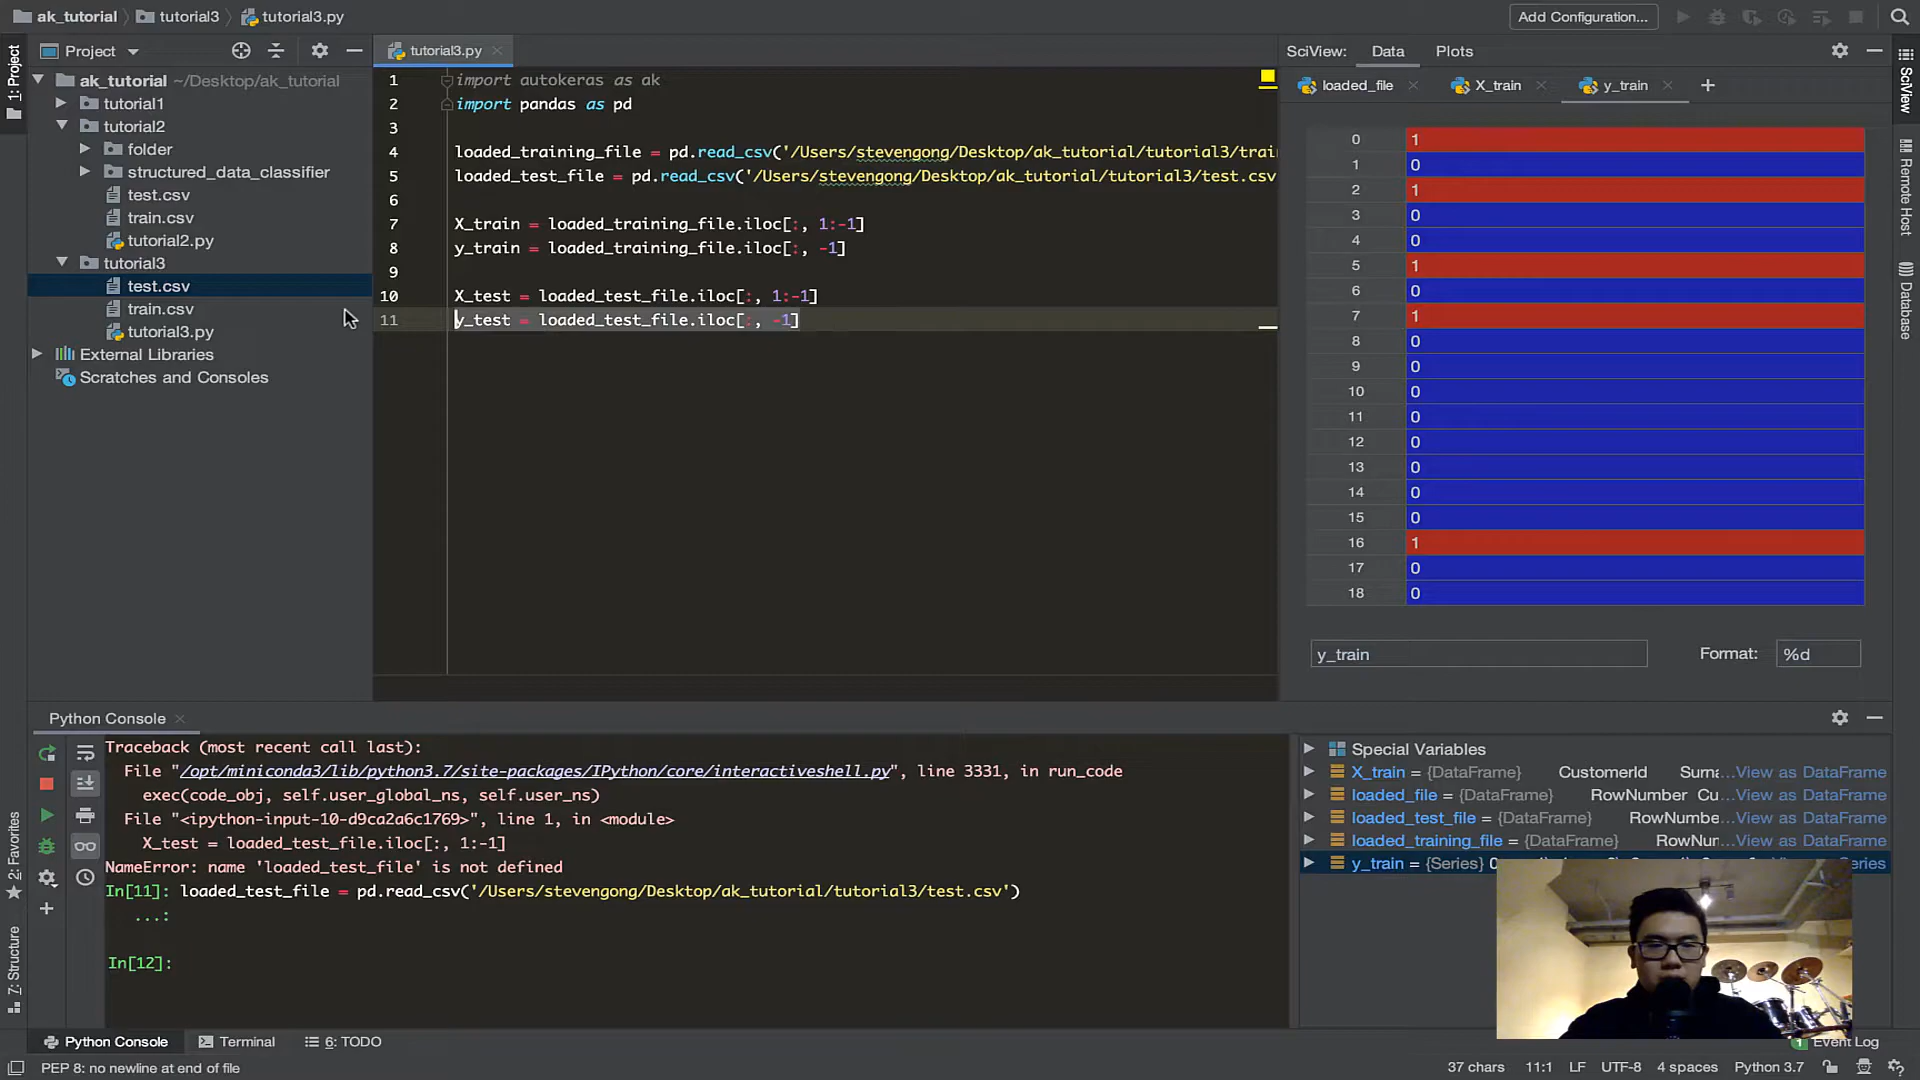 ak_tutorial
tutorial3
tutorial3.py
Add Configuration...
1: Project
Project
ak_tutorial ~/Desktop/ak_tutorial
tutorial1
tutorial2
folder
structured_data_classifier
test.csv
train.csv
tutorial2.py
tutorial3
test.csv
train.csv
tutorial3.py
External Libraries
Scratches and Consoles
tutorial3.py
1 import autokeras as ak
2 import pandas as pd
3
4 loaded_training_file = pd.read_csv('/Users/stevengong/Desktop/ak_tutorial/tutorial3/trai
5 loaded_test_file = pd.read_csv('/Users/stevengong/Desktop/ak_tutorial/tutorial3/test.csv
6
7 X_train = loaded_training_file.iloc[:, 1:-1]
8 y_train = loaded_training_file.iloc[:, -1]
9
10 X_test = loaded_test_file.iloc[:, 1:-1]
11 y_test = loaded_test_file.iloc[:, -1]
SciView: Data Plots
loaded_file X_train y_train
0 1
1 0
2 1
3 0
4 0
5 1
6 0
7 1
8 0
9 0
10 0
11 0
12 0
13 0
14 0
15 0
16 1
17 0
18 0
y_train
Format: %d
SciView
Remote Host
Database
Python Console
Traceback (most recent call last):
File "/opt/miniconda3/lib/python3.7/site-packages/IPython/core/interactiveshell.py", line 3331, in run_code
exec(code_obj, self.user_global_ns, self.user_ns)
File "<ipython-input-10-d9ca2a6c1769>", line 1, in <module>
X_test = loaded_test_file.iloc[:, 1:-1]
NameError: name 'loaded_test_file' is not defined
In[11]: loaded_test_file = pd.read_csv('/Users/stevengong/Desktop/ak_tutorial/tutorial3/test.csv')
...:
In[12]:
Special Variables
X_train = {DataFrame} CustomerId Surna...View as DataFrame
loaded_file = {DataFrame} RowNumber Cu...View as DataFrame
loaded_test_file = {DataFrame} RowNumbe...View as DataFrame
loaded_training_file = {DataFrame} RowNur...View as DataFrame
y_train = {Series} 0
eries
2: Favorites
7: Structure
Python Console
Terminal
6: TODO
1 Event Log
PEP 8: no newline at end of file
37 chars 11:1 LF UTF-8 4 spaces Python 3.7